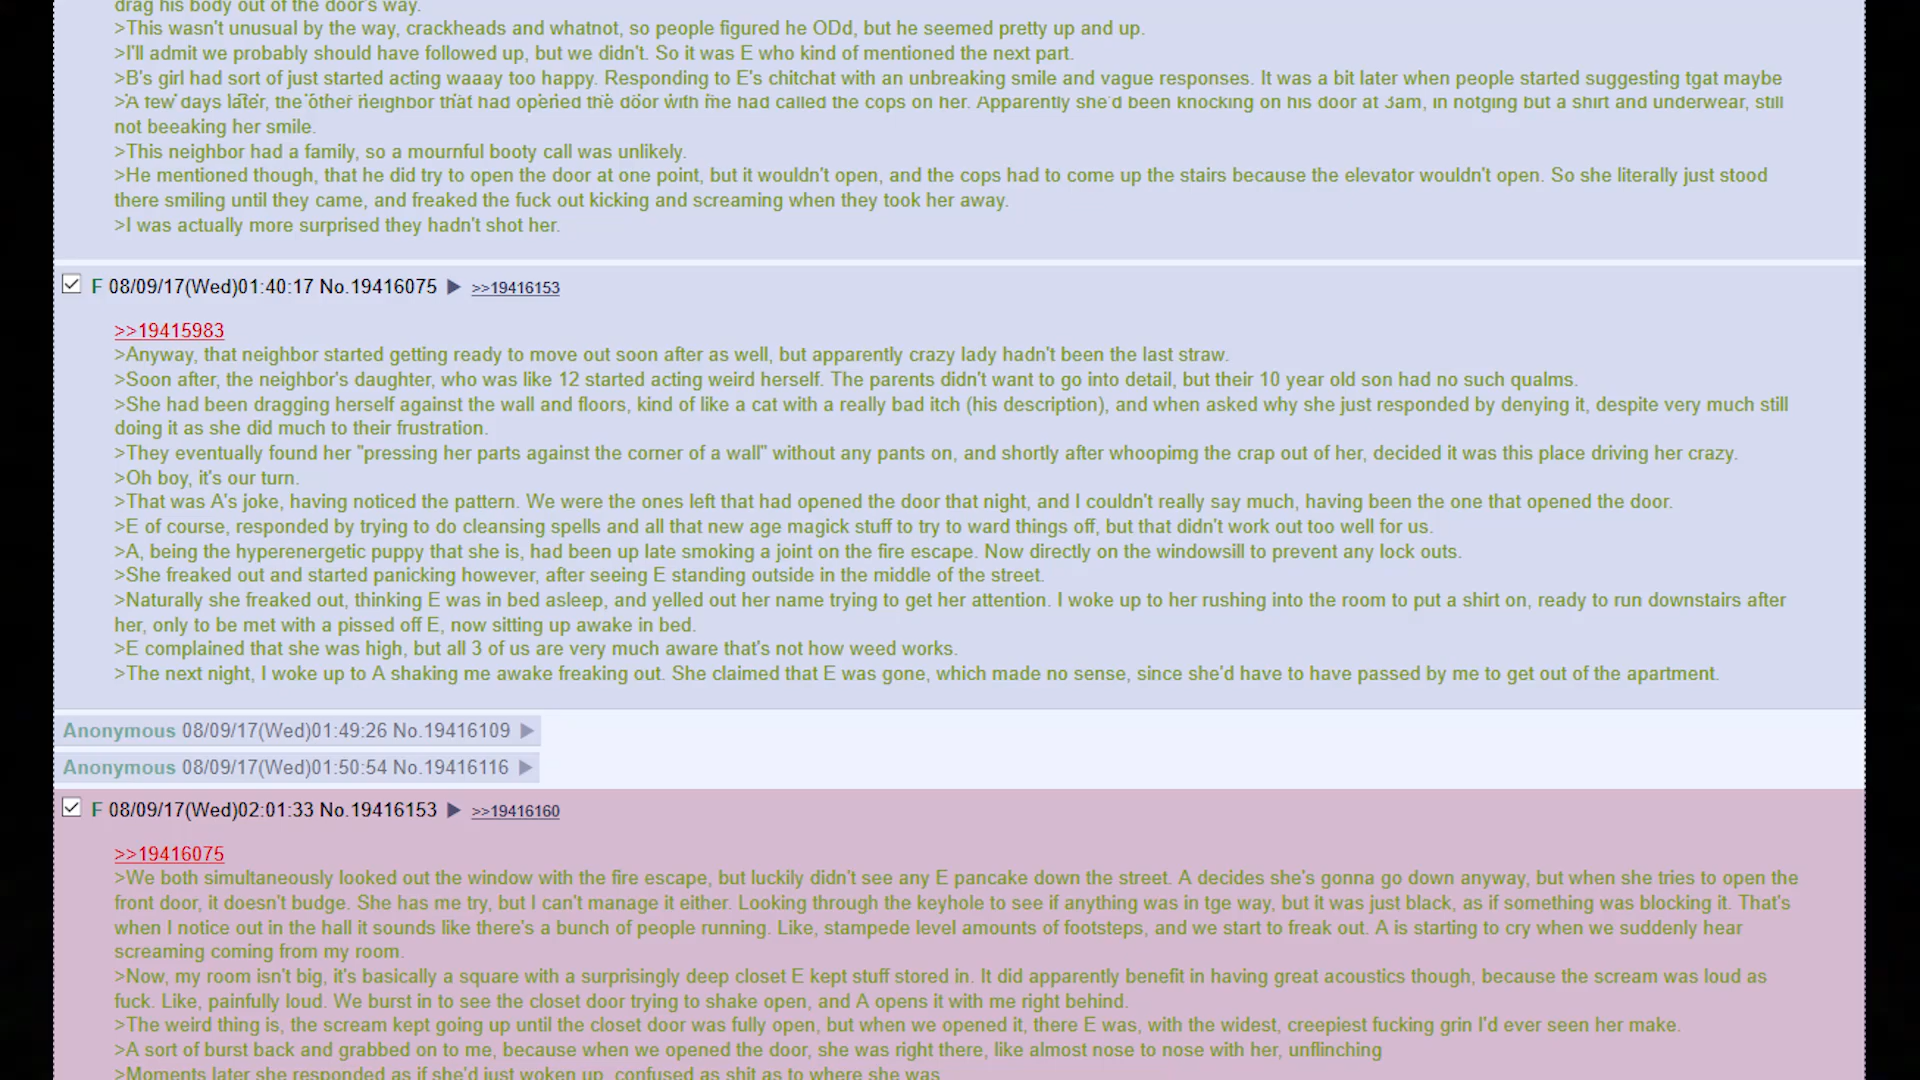 drag his body out of the door's way.
>This wasn't unusual by the way, crackheads and whatnot, so people figured he ODd, but he seemed pretty up and up.
>I'll admit we probably should have followed up, but we didn't. So it was E who kind of mentioned the next part.
>B's girl had sort of just started acting waaay too happy. Responding to E's chitchat with an unbreaking smile and vague responses. It was a bit later when people started suggesting tgat maybe
>A few days later, the other neighbor that had opened the door with me had called the cops on her. Apparently she'd been knocking on his door at 3am, in notging but a shirt and underwear, still
not beeaking her smile.
>This neighbor had a family, so a mournful booty call was unlikely.
>He mentioned though, that he did try to open the door at one point, but it wouldn't open, and the cops had to come up the stairs because the elevator wouldn't open. So she literally just stood
there smiling until they came, and freaked the fuck out kicking and screaming when they took her away.
>I was actually more surprised they hadn't shot her.
F 08/09/17(Wed)01:40:17 No.19416075 ▶ >>19416153
>>19415983
>Anyway, that neighbor started getting ready to move out soon after as well, but apparently crazy lady hadn't been the last straw.
>Soon after, the neighbor's daughter, who was like 12 started acting weird herself. The parents didn't want to go into detail, but their 10 year old son had no such qualms.
>She had been dragging herself against the wall and floors, kind of like a cat with a really bad itch (his description), and when asked why she just responded by denying it, despite very much still
doing it as she did much to their frustration.
>They eventually found her "pressing her parts against the corner of a wall" without any pants on, and shortly after whoopimg the crap out of her, decided it was this place driving her crazy.
>Oh boy, it's our turn.
>That was A's joke, having noticed the pattern. We were the ones left that had opened the door that night, and I couldn't really say much, having been the one that opened the door.
>E of course, responded by trying to do cleansing spells and all that new age magick stuff to try to ward things off, but that didn't work out too well for us.
>A, being the hyperenergetic puppy that she is, had been up late smoking a joint on the fire escape. Now directly on the windowsill to prevent any lock outs.
>She freaked out and started panicking however, after seeing E standing outside in the middle of the street.
>Naturally she freaked out, thinking E was in bed asleep, and yelled out her name trying to get her attention. I woke up to her rushing into the room to put a shirt on, ready to run downstairs after
her, only to be met with a pissed off E, now sitting up awake in bed.
>E complained that she was high, but all 3 of us are very much aware that's not how weed works.
>The next night, I woke up to A shaking me awake freaking out. She claimed that E was gone, which made no sense, since she'd have to have passed by me to get out of the apartment.
Anonymous 08/09/17(Wed)01:49:26 No.19416109 ▶
Anonymous 08/09/17(Wed)01:50:54 No.19416116 ▶
F 08/09/17(Wed)02:01:33 No.19416153 ▶ >>19416160
>>19416075
>We both simultaneously looked out the window with the fire escape, but luckily didn't see any E pancake down the street. A decides she's gonna go down anyway, but when she tries to open the
front door, it doesn't budge. She has me try, but I can't manage it either. Looking through the keyhole to see if anything was in tge way, but it was just black, as if something was blocking it. That's
when I notice out in the hall it sounds like there's a bunch of people running. Like, stampede level amounts of footsteps, and we start to freak out. A is starting to cry when we suddenly hear
screaming coming from my room.
>Now, my room isn't big, it's basically a square with a surprisingly deep closet E kept stuff stored in. It did apparently benefit in having great acoustics though, because the scream was loud as
fuck. Like, painfully loud. We burst in to see the closet door trying to shake open, and A opens it with me right behind.
>The weird thing is, the scream kept going up until the closet door was fully open, but when we opened it, there E was, with the widest, creepiest fucking grin I'd ever seen her make.
>A sort of burst back and grabbed on to me, because when we opened the door, she was right there, like almost nose to nose with her, unflinching
>Moments later she responded as if she'd just woken up, confused as shit as to where she was